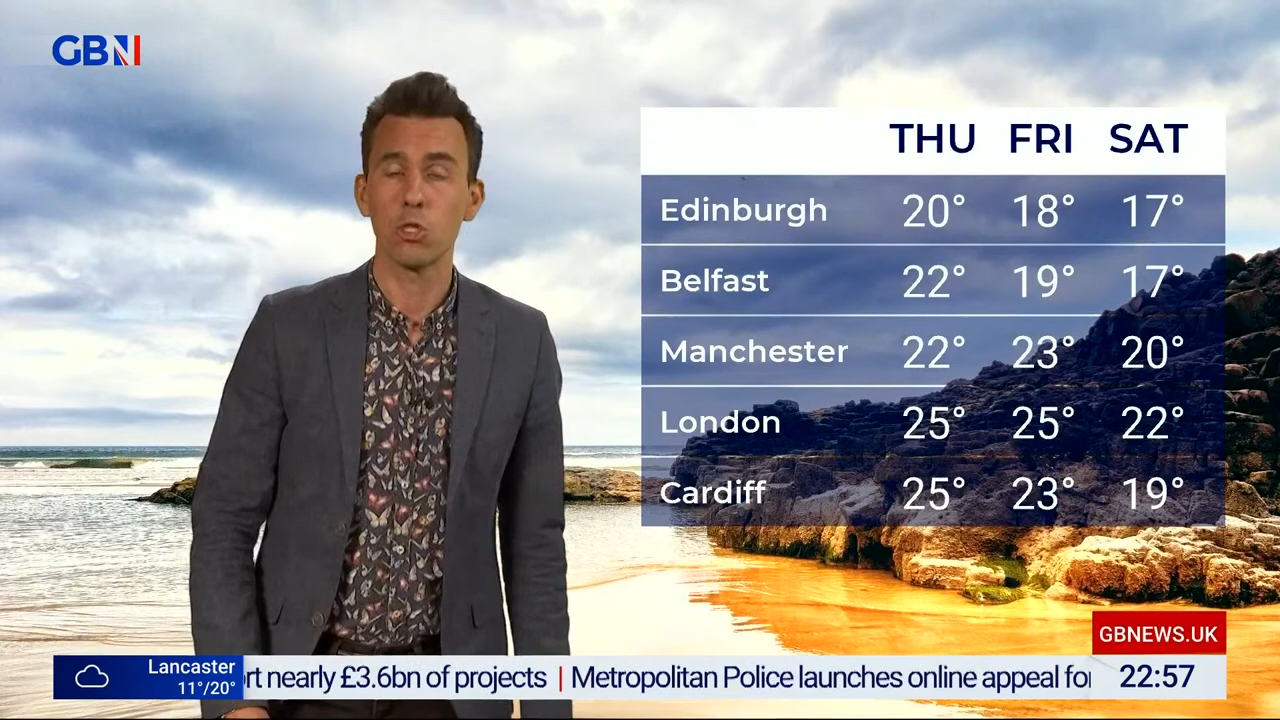 GBN
THU FRI SAT
Edinburgh 20° 18° 17°
Belfast 22° 19° 17°
Manchester 22° 23° 20°
London 25° 25° 22°
Cardiff 25° 23° 19°
GBNEWS.UK
Lancaster
11°/20°
rt nearly £3.6bn of projects | Metropolitan Police launches online appeal for
22:57